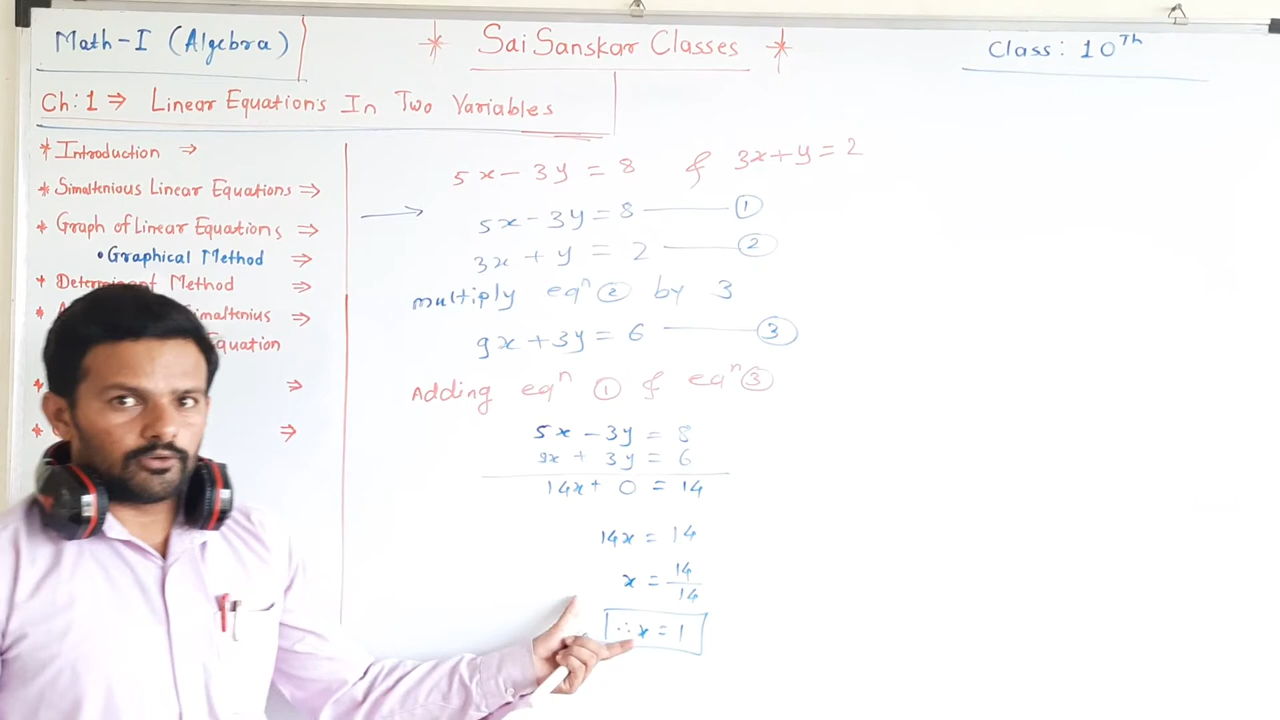 Math-I (Algebra)
* Sai Sanskar Classes *
Class: 10Th
Ch:1 ⇒ Linear Equations In Two Variables
* Introduction ⇒
* Simaltenious Linear Equations ⇒
* Graph of Linear Equations ⇒
• Graphical Method ⇒
* Determinant Method ⇒
* Simaltenius ⇒
Equation
* ⇒
* ⇒
5x - 3y = 8 & 3x + y = 2
→ 5x - 3y = 8 —— ①
3x + y = 2 —— ②
multiply eqⁿ ② by 3
9x + 3y = 6 —— ③
Adding eqⁿ ① & eqⁿ ③
5x - 3y = 8
9x + 3y = 6
14x + 0 = 14
14x = 14
x = 14/14
∴ x = 1